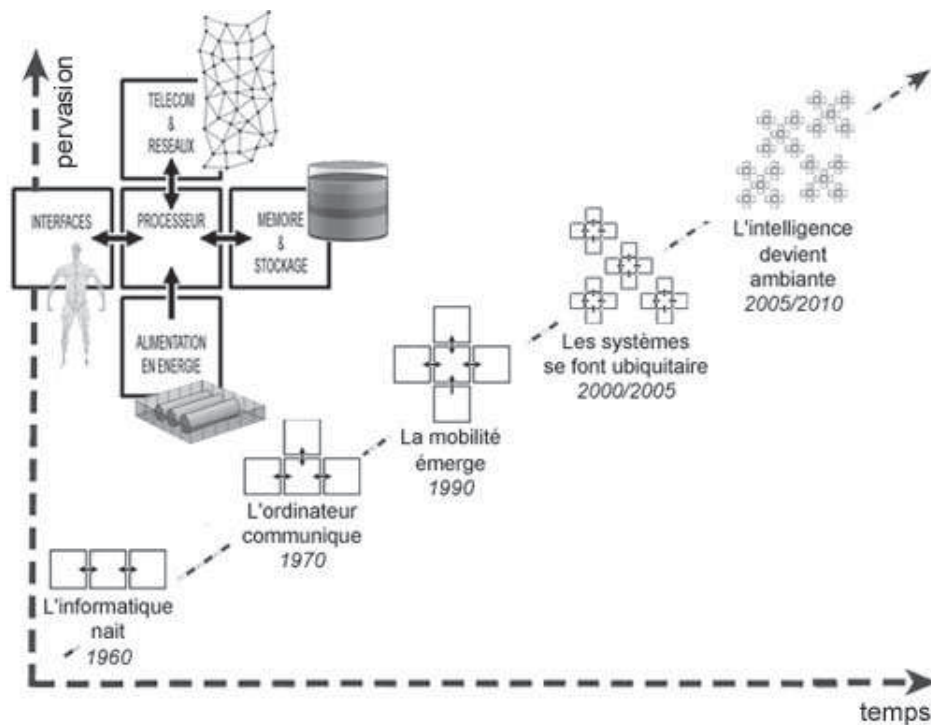 pervasion
TELECOM
&
RESEAUX
INTERFACES
PROCESSEUR
MEMOIRE
&
STOCKAGE
ALIMENTATION
EN ENERGIE
L'intelligence
devient
ambiante
2005/2010
Les systèmes
se font ubiquitaire
2000/2005
La mobilité
émerge
1990
L'ordinateur
communique
1970
L'informatique
nait
1960
temps